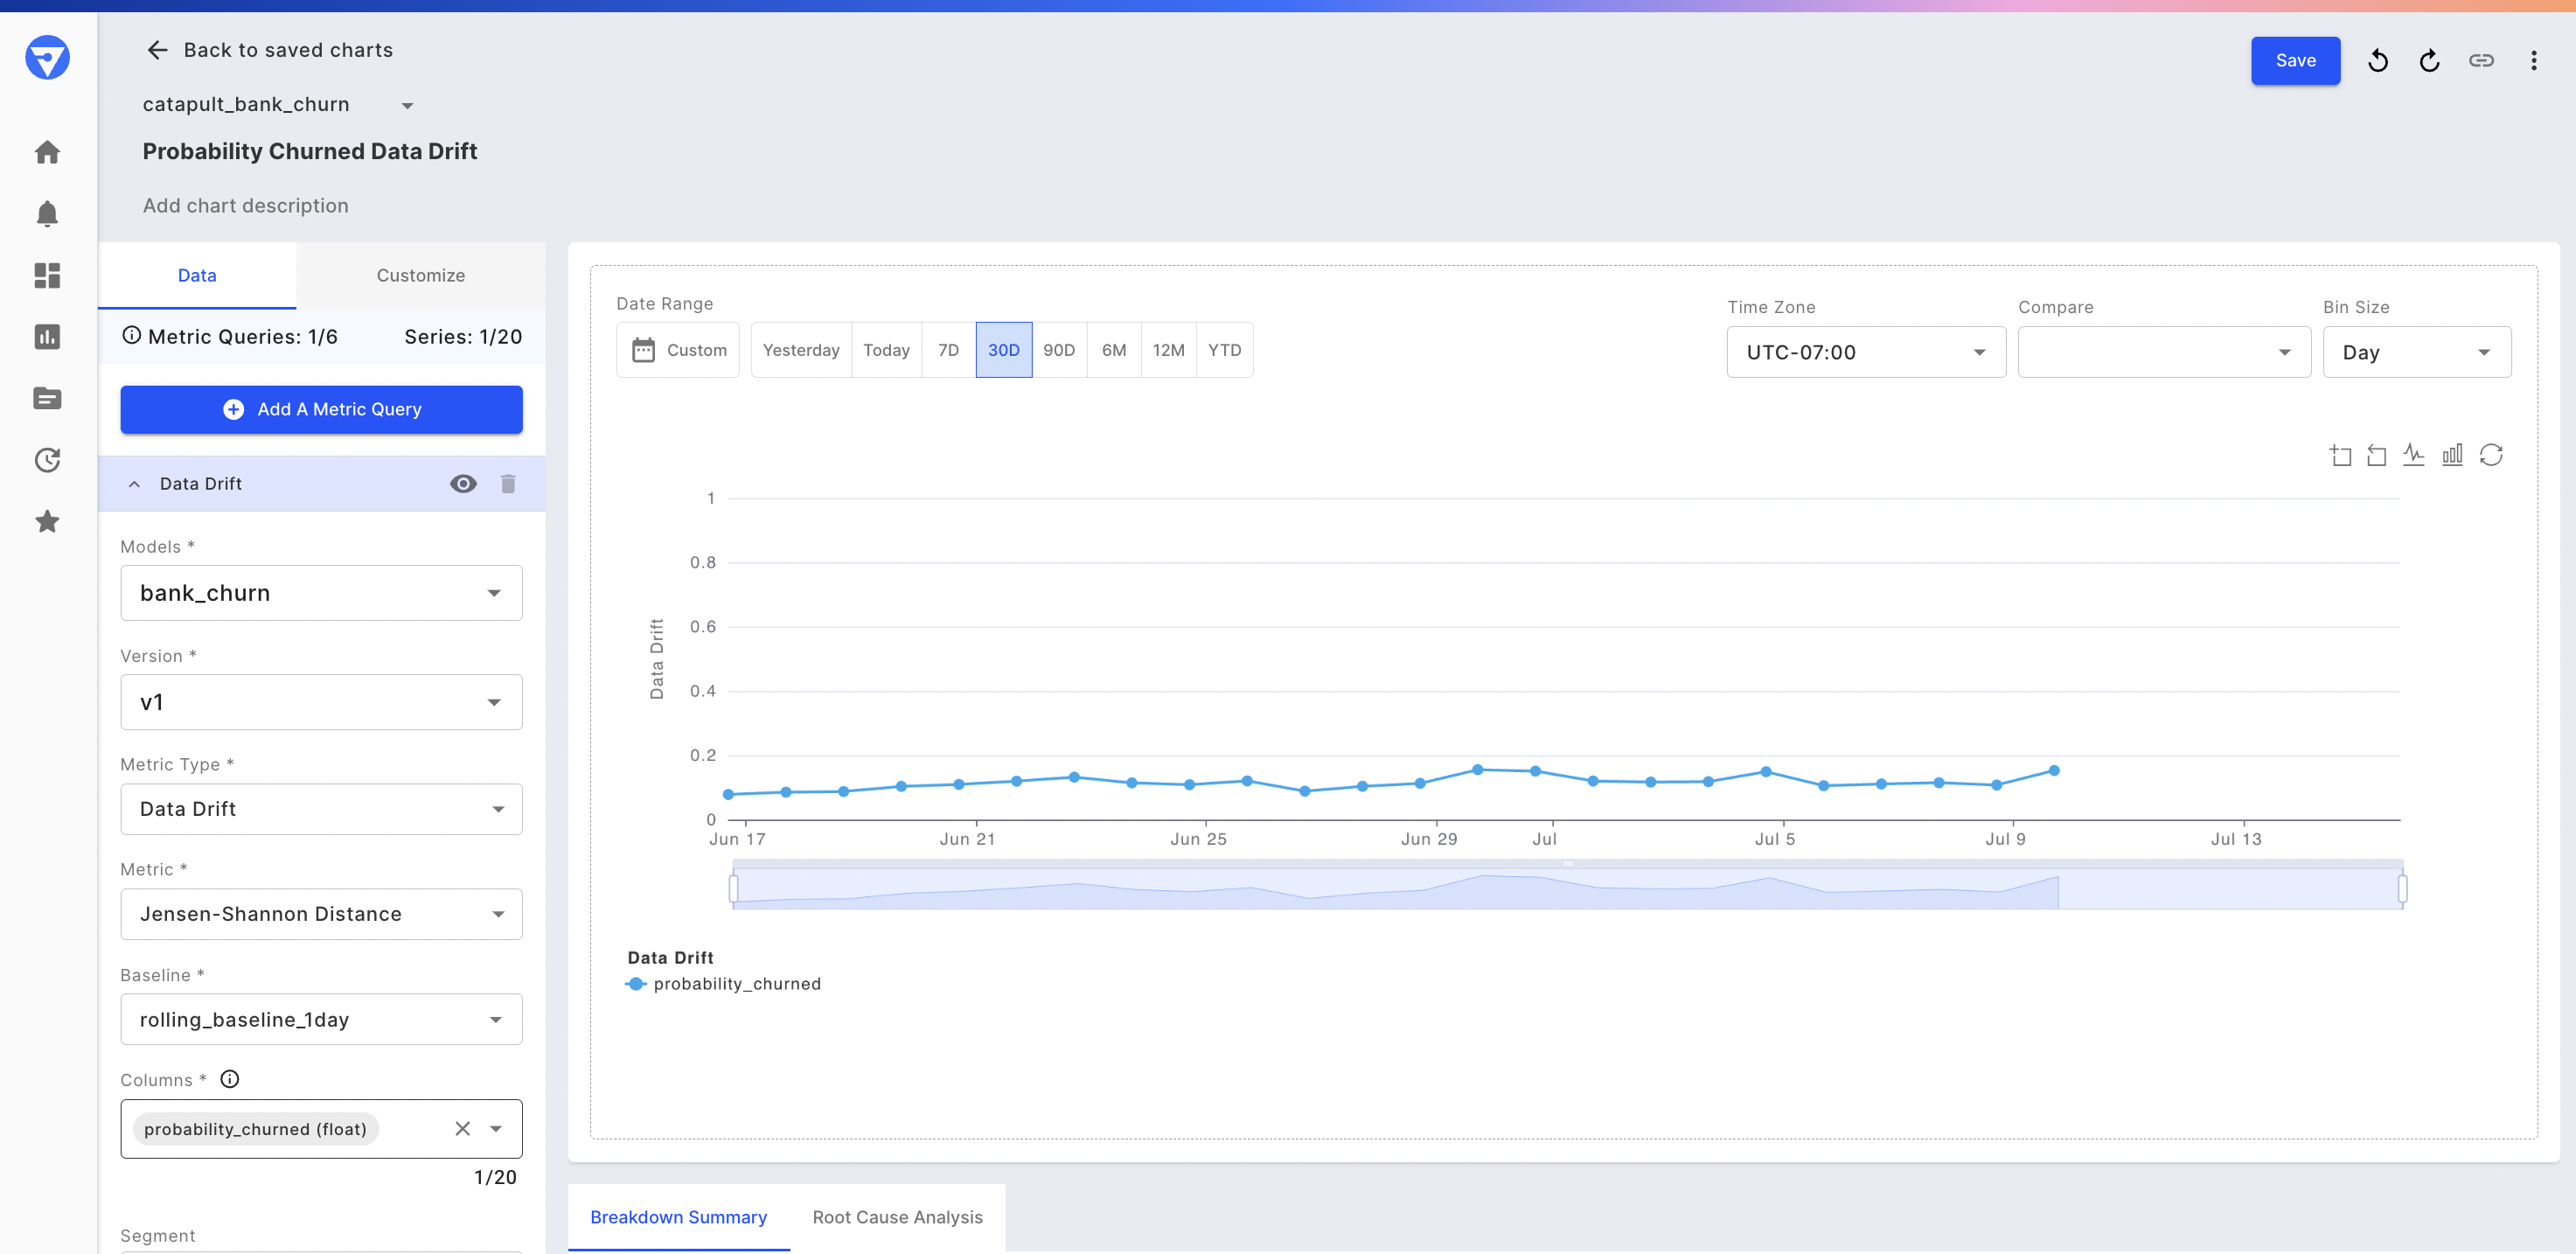 Back to saved charts
Save
catapult_bank_churn
Probability Churned Data Drift
Add chart description
Data
Customize
Metric Queries: 1/6
Series: 1/20
Add A Metric Query
Data Drift
Models *
bank_churn
Version *
v1
Metric Type *
Data Drift
Metric *
Jensen-Shannon Distance
Baseline *
rolling_baseline_1day
Columns *
probability_churned (float)
1/20
Segment
Date Range
Custom
Yesterday
Today
7D
30D
90D
6M
12M
YTD
Time Zone
UTC-07:00
Compare
Bin Size
Day
Data Drift
1
0.8
0.6
0.4
0.2
0
Jun 17
Jun 21
Jun 25
Jun 29
Jul
Jul 5
Jul 9
Jul 13
Data Drift
probability_churned
Breakdown Summary
Root Cause Analysis